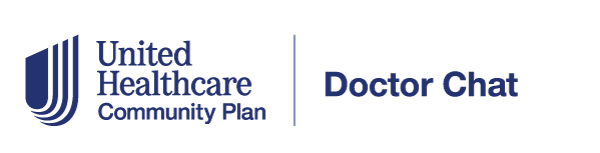 United
Healthcare
Community Plan
Doctor Chat